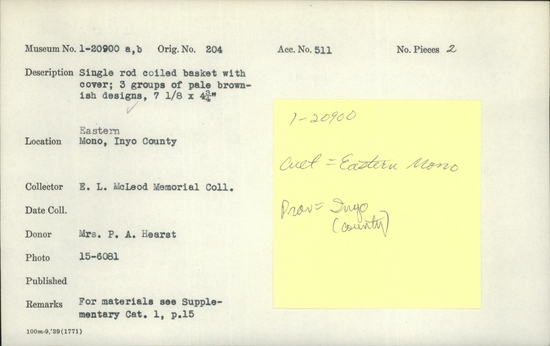 Museum No. 1-20900 a,b Orig. No. 204 Acc. No. 511 No. Pieces 2
Description Single rod coiled basket with
cover; 3 groups of pale brown-
ish designs, 7 1/8 x 4¾"
Eastern
Location Mono, Inyo County
Collector E. L. McLeod Memorial Coll.
Date Coll.
Donor Mrs. P. A. Hearst
Photo 15-6081
Published
Remarks For materials see Supple-
mentary Cat. 1, p.15
100m-9,'39(1771)
1-20900
Cult = Eastern Mono
Prov = Inyo
(county)